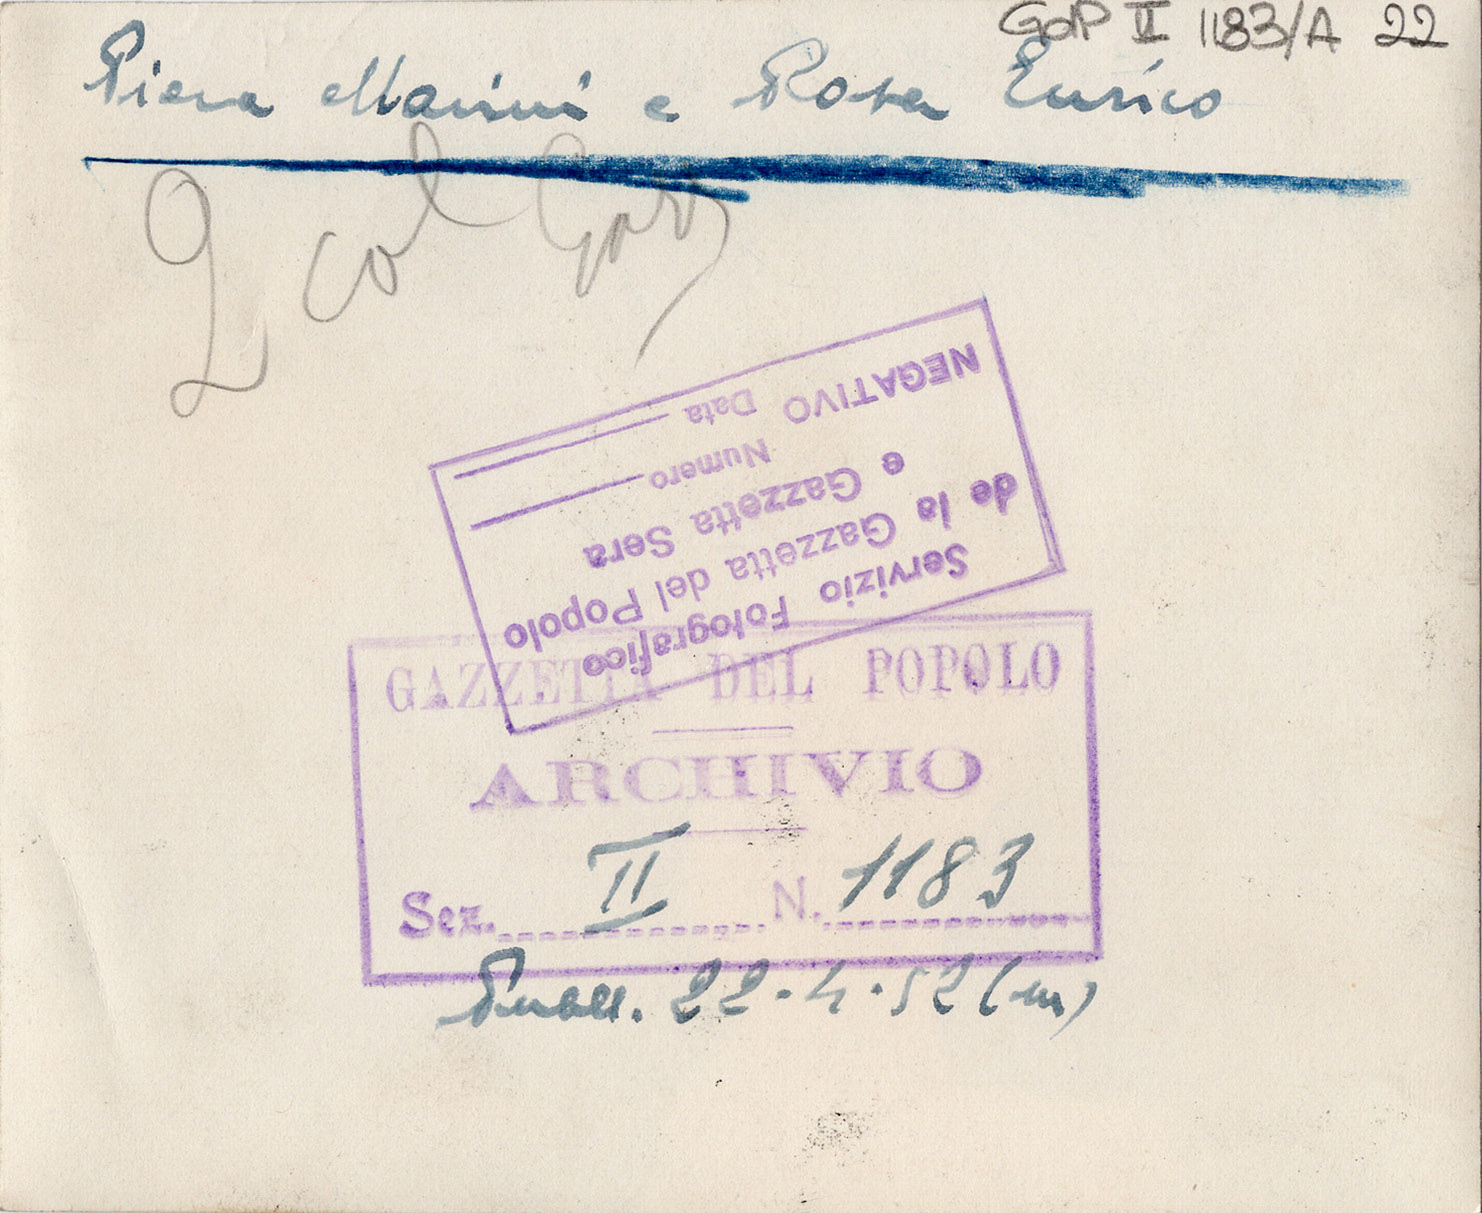 GdP II 1183/A 22
Piera Marini e Rosa Enrico
2 col
NEGATIVO Data
Numero
Servizio Fotografico
de la Gazzetta del Popolo
e Gazzetta Sera
GAZZETTA DEL POPOLO
ARCHIVIO
Sez. II N. 1183
Pubbl. 22.4.52 (m)